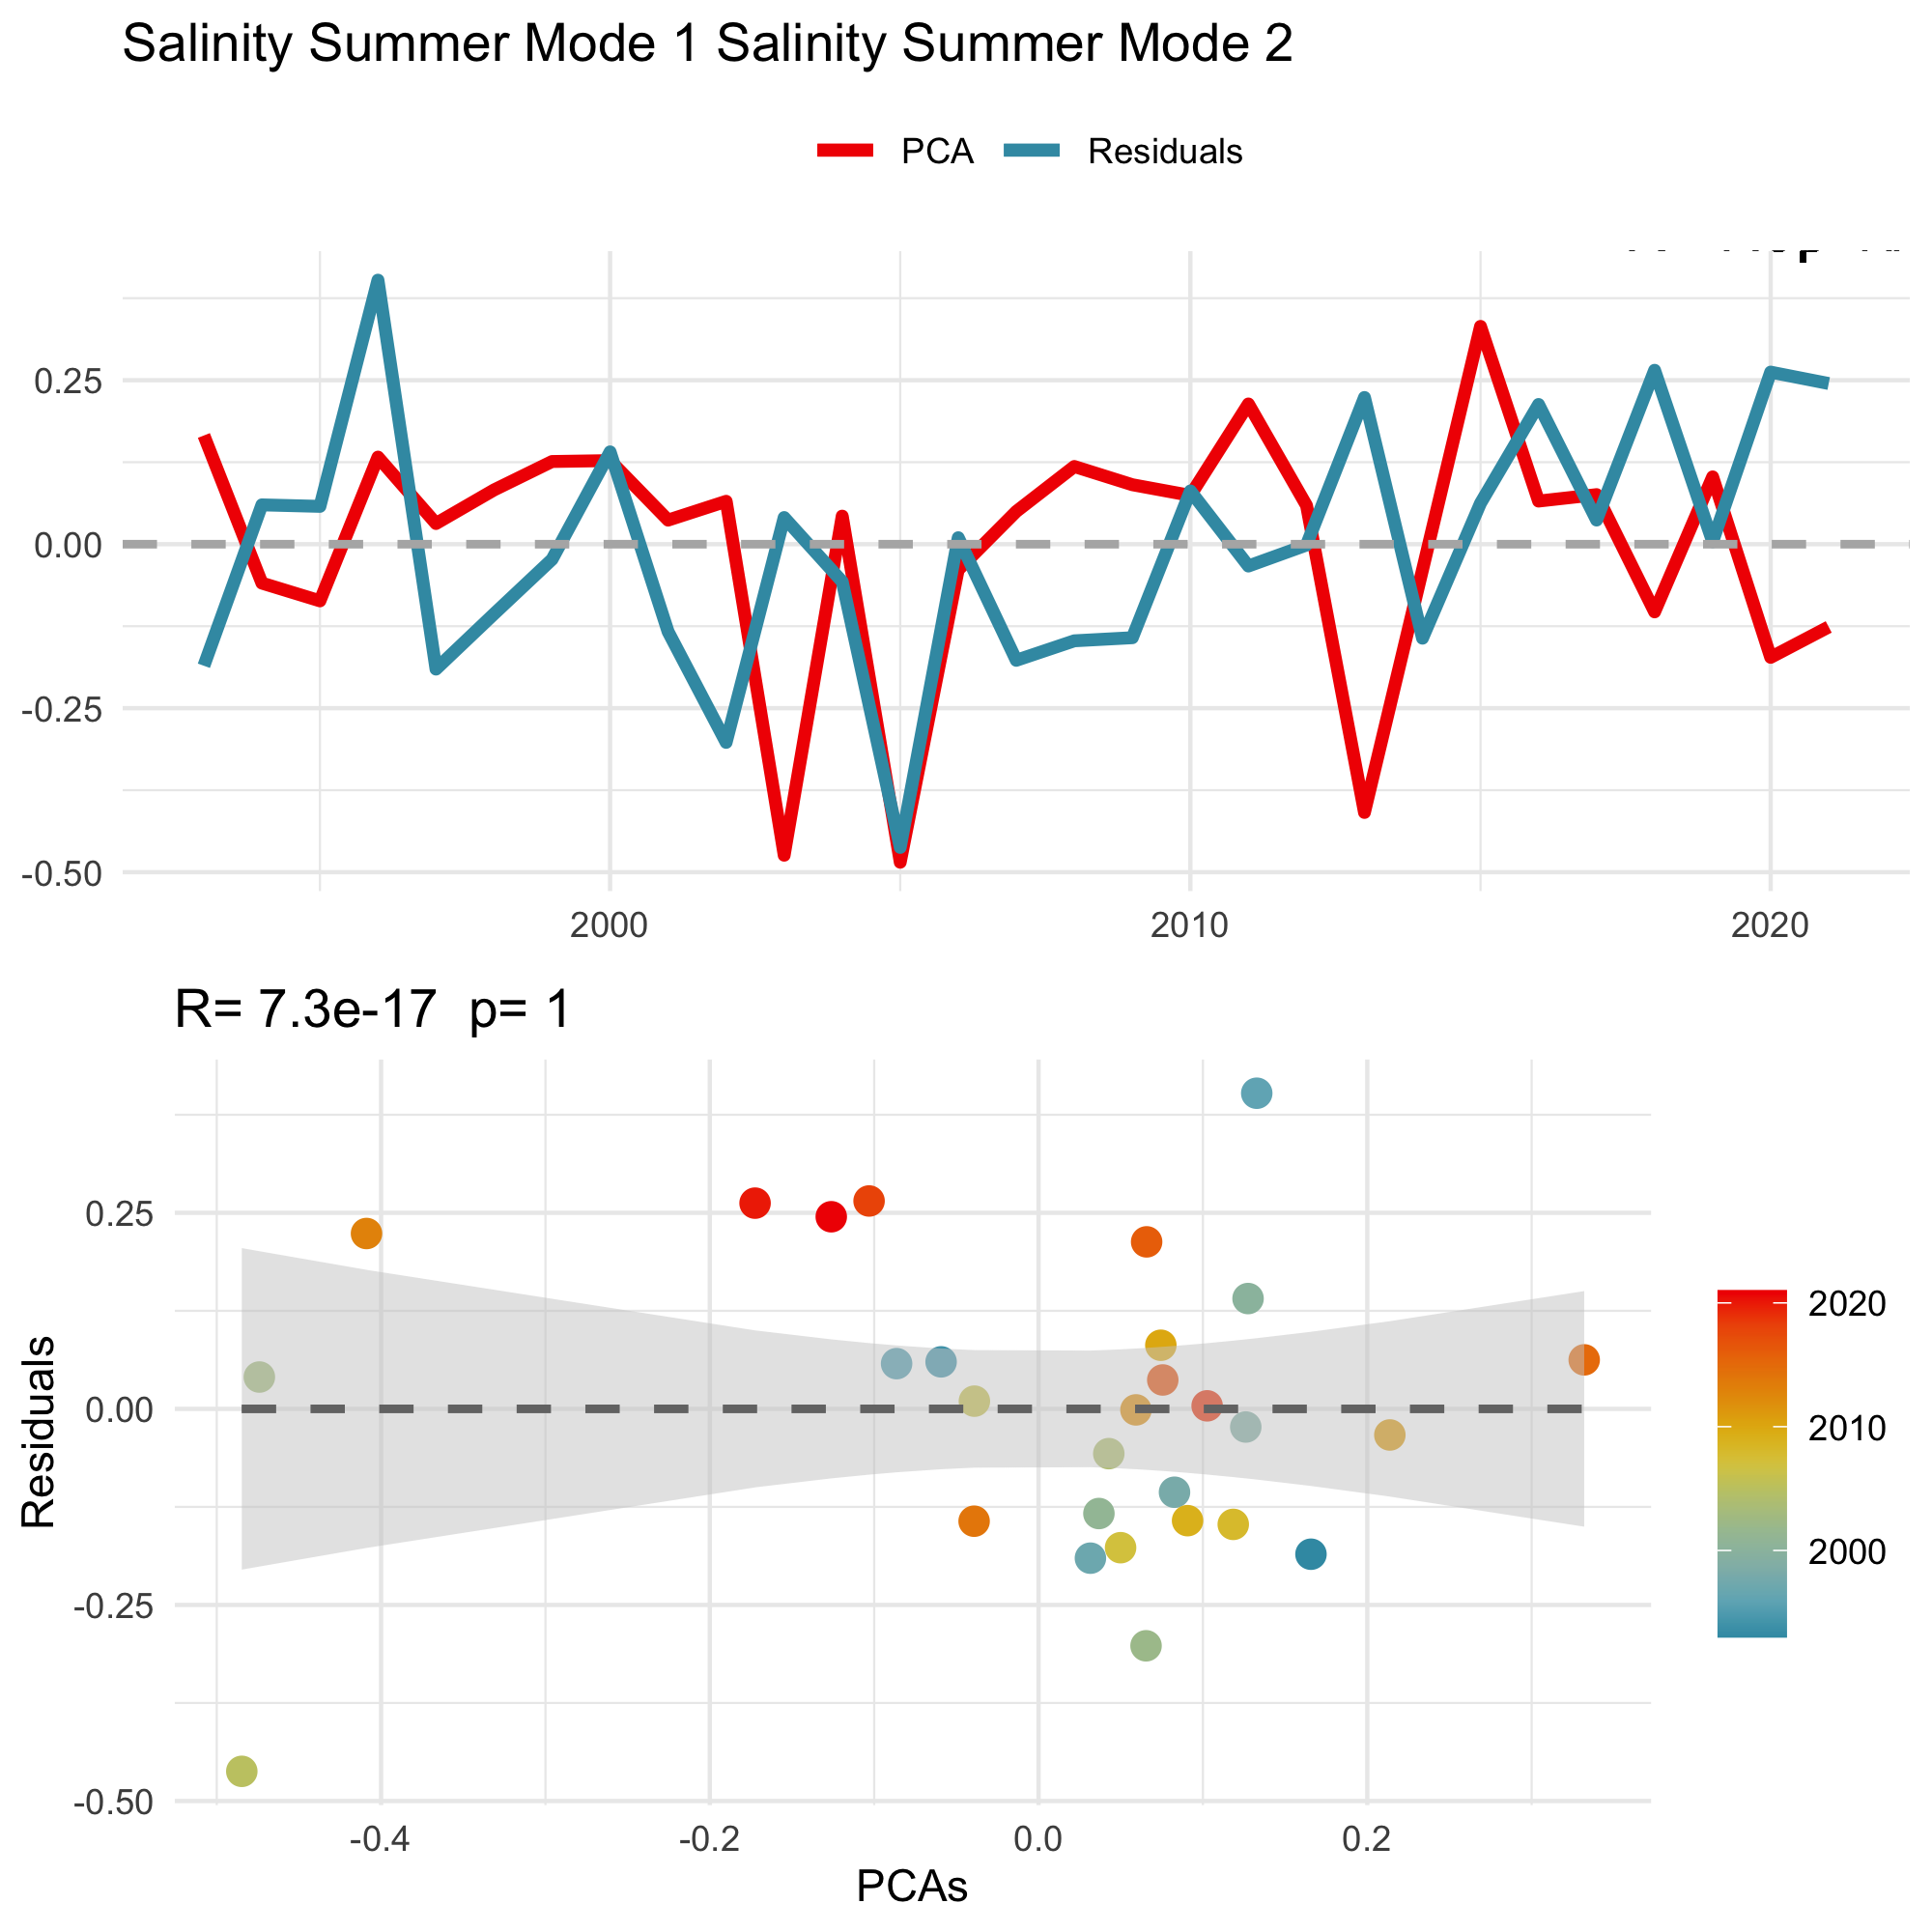 Salinity Summer Mode 1 Salinity Summer Mode 2
PCA Residuals
0.25
0.00
-0.25
-0.50
2000 2010 2020
R= 7.3e-17 p= 1
Residuals
0.25
0.00
-0.25
-0.50
-0.4 -0.2 0.0 0.2
PCAs
2020
2010
2000